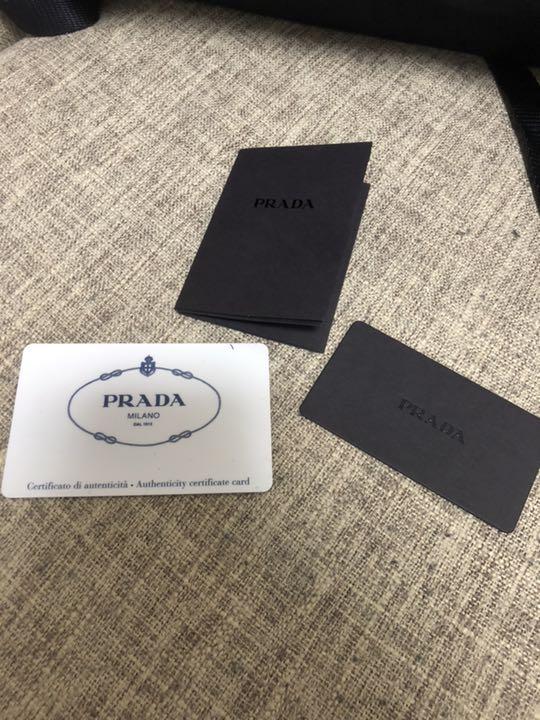 PRADA
PRADA
MILANO
DAL 1913
Certificato di autenticità • Authenticity certificate card
PRADA